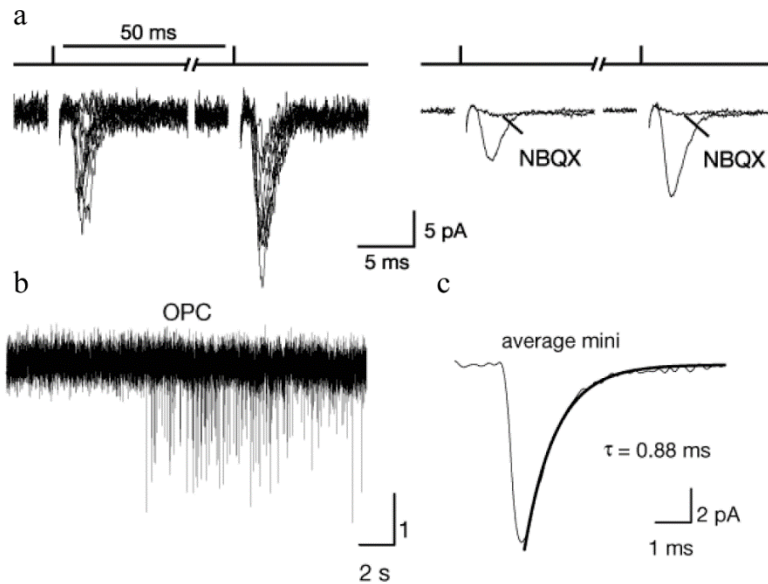 a
50 ms
NBQX
NBQX
5 pA
5 ms
b
c
OPC
average mini
τ = 0.88 ms
1
2 s
2 pA
1 ms